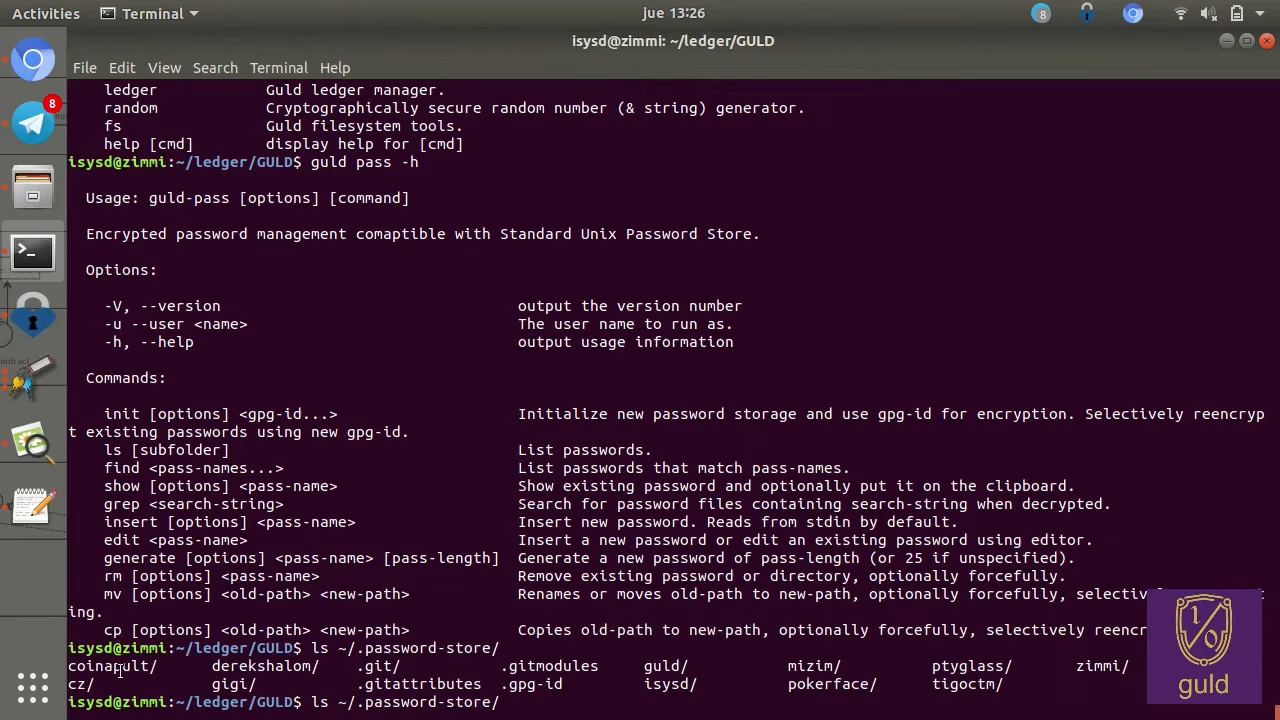 Activities Terminal jue 13:26 8
isysd@zimmi: ~/ledger/GULD
File Edit View Search Terminal Help
8
ledger Guld ledger manager.
random Cryptographically secure random number (& string) generator.
fs Guld filesystem tools.
help [cmd] display help for [cmd]
isysd@zimmi:~/ledger/GULD$ guld pass -h
Usage: guld-pass [options] [command]
Encrypted password management comaptible with Standard Unix Password Store.
Options:
-V, --version output the version number
-u --user <name> The user name to run as.
-h, --help output usage information
Commands:
init [options] <gpg-id...> Initialize new password storage and use gpg-id for encryption. Selectively reencryp
t existing passwords using new gpg-id.
ls [subfolder] List passwords.
find <pass-names...> List passwords that match pass-names.
show [options] <pass-name> Show existing password and optionally put it on the clipboard.
grep <search-string> Search for password files containing search-string when decrypted.
insert [options] <pass-name> Insert new password. Reads from stdin by default.
edit <pass-name> Insert a new password or edit an existing password using editor.
generate [options] <pass-name> [pass-length] Generate a new password of pass-length (or 25 if unspecified).
rm [options] <pass-name> Remove existing password or directory, optionally forcefully.
mv [options] <old-path> <new-path> Renames or moves old-path to new-path, optionally forcefully,
ing.
cp [options] <old-path> <new-path> Copies old-path to new-path, optionally forcefully, selectively
isysd@zimmi:~/ledger/GULD$ ls ~/.password-store/
coinapult/ derekshalom/ .git/ .gitmodules guld/ mizim/ ptyglass/ zimmi/
cz/ gigi/ .gitattributes .gpg-id isysd/ pokerface/ tigoctm/
isysd@zimmi:~/ledger/GULD$ ls ~/.password-store/
1/0
guld